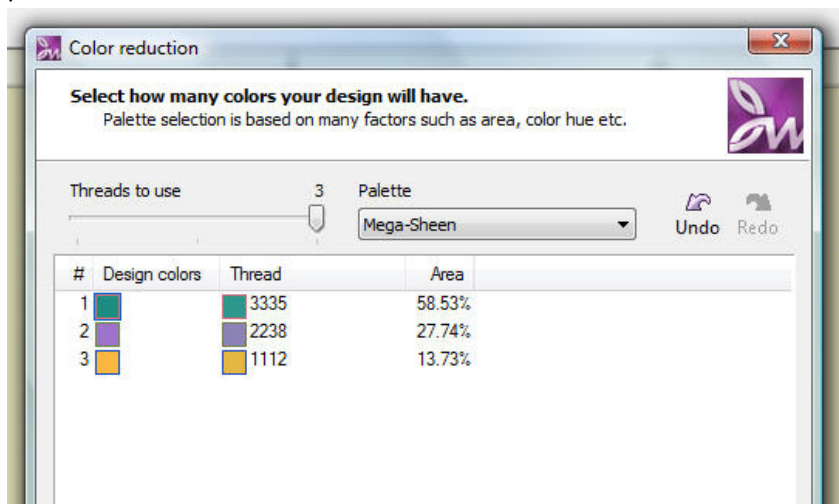 Color reduction
Select how many colors your design will have.
Palette selection is based on many factors such as area, color hue etc.
Threads to use 3 Palette
Mega-Sheen
Undo Redo
# Design colors Thread Area
1 3335 58.53%
2 2238 27.74%
3 1112 13.73%